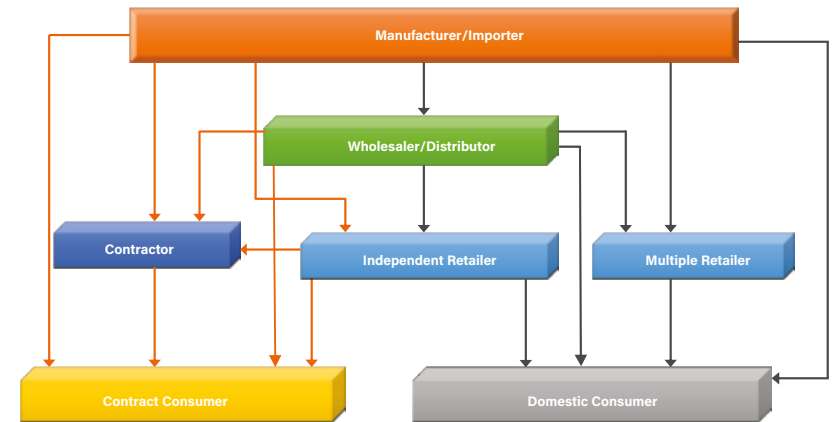 Manufacturer/Importer
Wholesaler/Distributor
Contractor
Independent Retailer
Multiple Retailer
Contract Consumer
Domestic Consumer